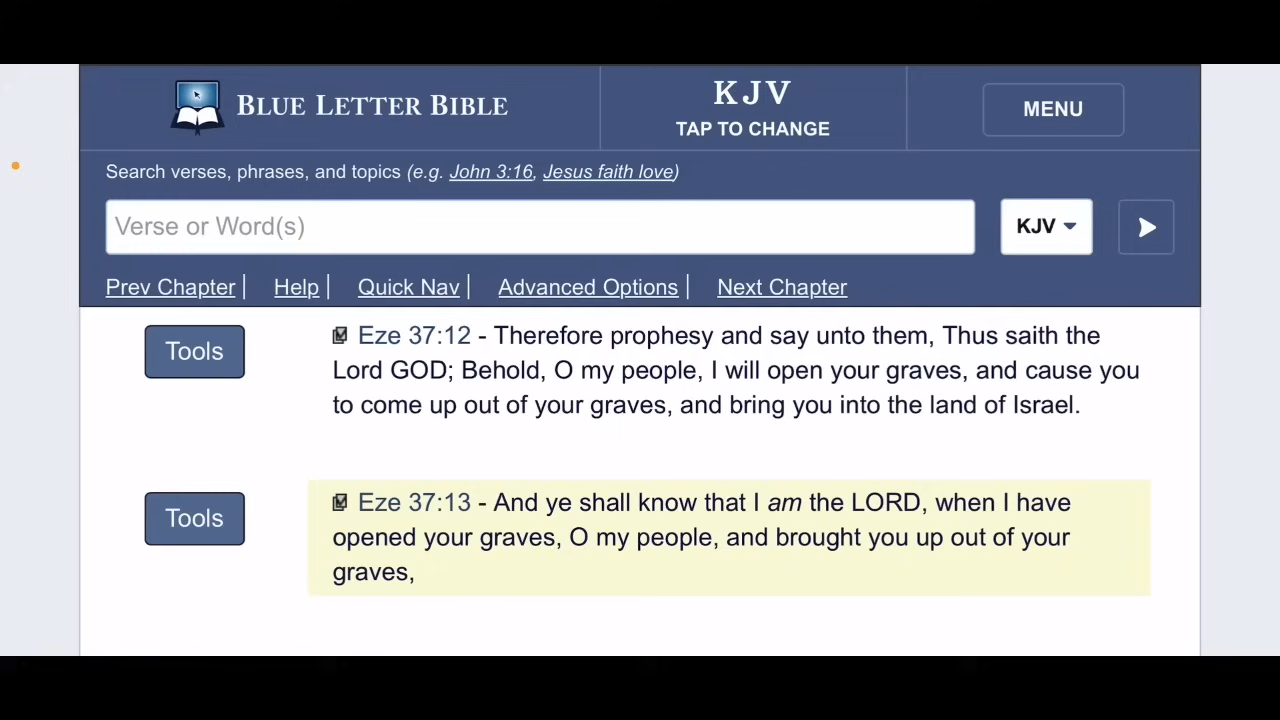 BLUE LETTER BIBLE
KJV
TAP TO CHANGE
MENU
Search verses, phrases, and topics (e.g. John 3:16, Jesus faith love)
Verse or Word(s)
KJV
Prev Chapter | Help | Quick Nav | Advanced Options | Next Chapter
Tools
Eze 37:12 - Therefore prophesy and say unto them, Thus saith the
Lord GOD; Behold, O my people, I will open your graves, and cause you
to come up out of your graves, and bring you into the land of Israel.
Tools
Eze 37:13 - And ye shall know that I am the LORD, when I have
opened your graves, O my people, and brought you up out of your
graves,